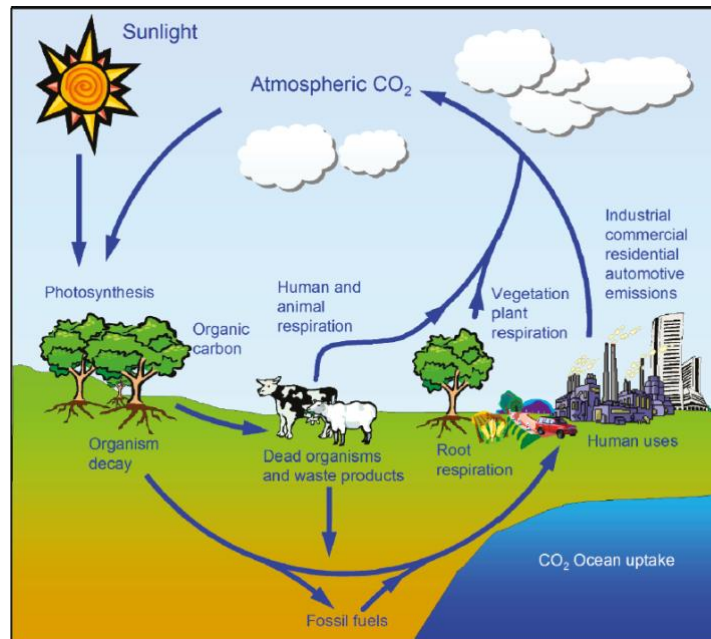 Sunlight
Atmospheric CO₂
Industrial
commercial
residential
automotive
emissions
Photosynthesis
Human and
animal
respiration
Vegetation
plant
respiration
Organic
carbon
Organism
decay
Dead organisms
and waste products
Root
respiration
Human uses
CO₂ Ocean uptake
Fossil fuels